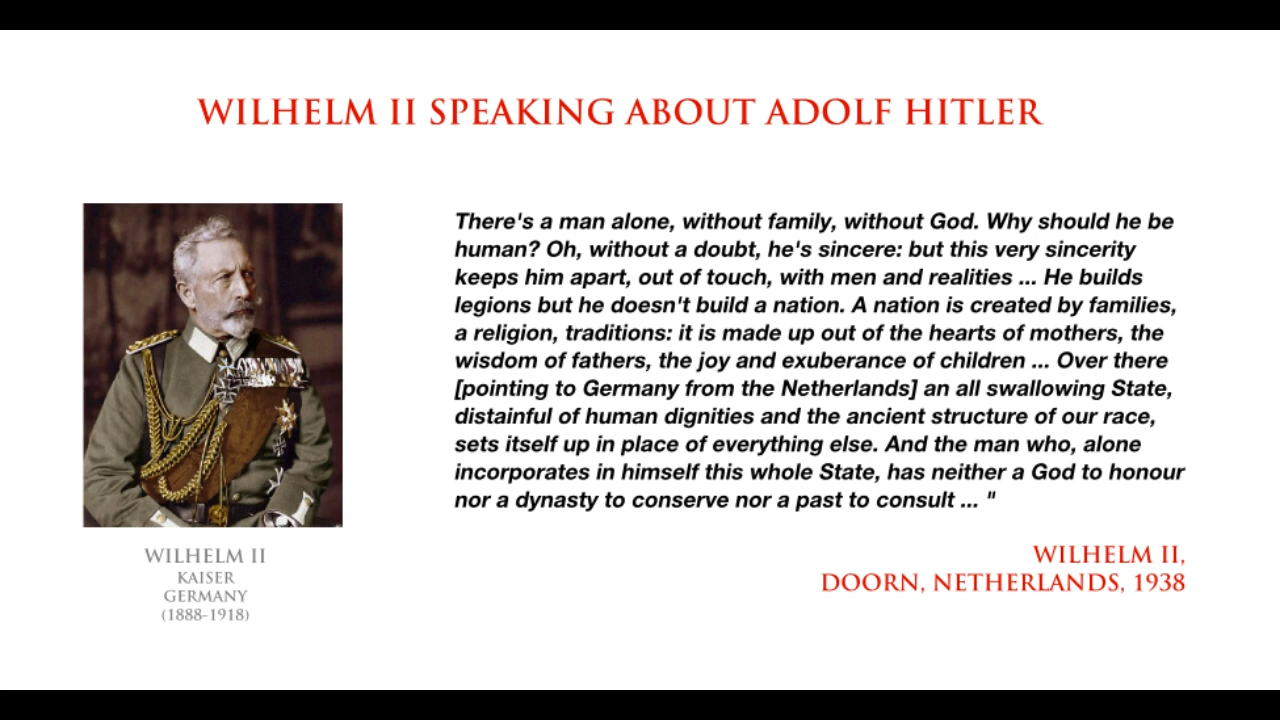 WILHELM II SPEAKING ABOUT ADOLF HITLER
There's a man alone, without family, without God. Why should he be
human? Oh, without a doubt, he's sincere: but this very sincerity
keeps him apart, out of touch, with men and realities ... He builds
legions but he doesn't build a nation. A nation is created by families,
a religion, traditions: it is made up out of the hearts of mothers, the
wisdom of fathers, the joy and exuberance of children ... Over there
[pointing to Germany from the Netherlands] an all swallowing State,
distainful of human dignities and the ancient structure of our race,
sets itself up in place of everything else. And the man who, alone
incorporates in himself this whole State, has neither a God to honour
nor a dynasty to conserve nor a past to consult ... "
WILHELM II,
DOORN, NETHERLANDS, 1938
WILHELM II
KAISER
GERMANY
(1888-1918)